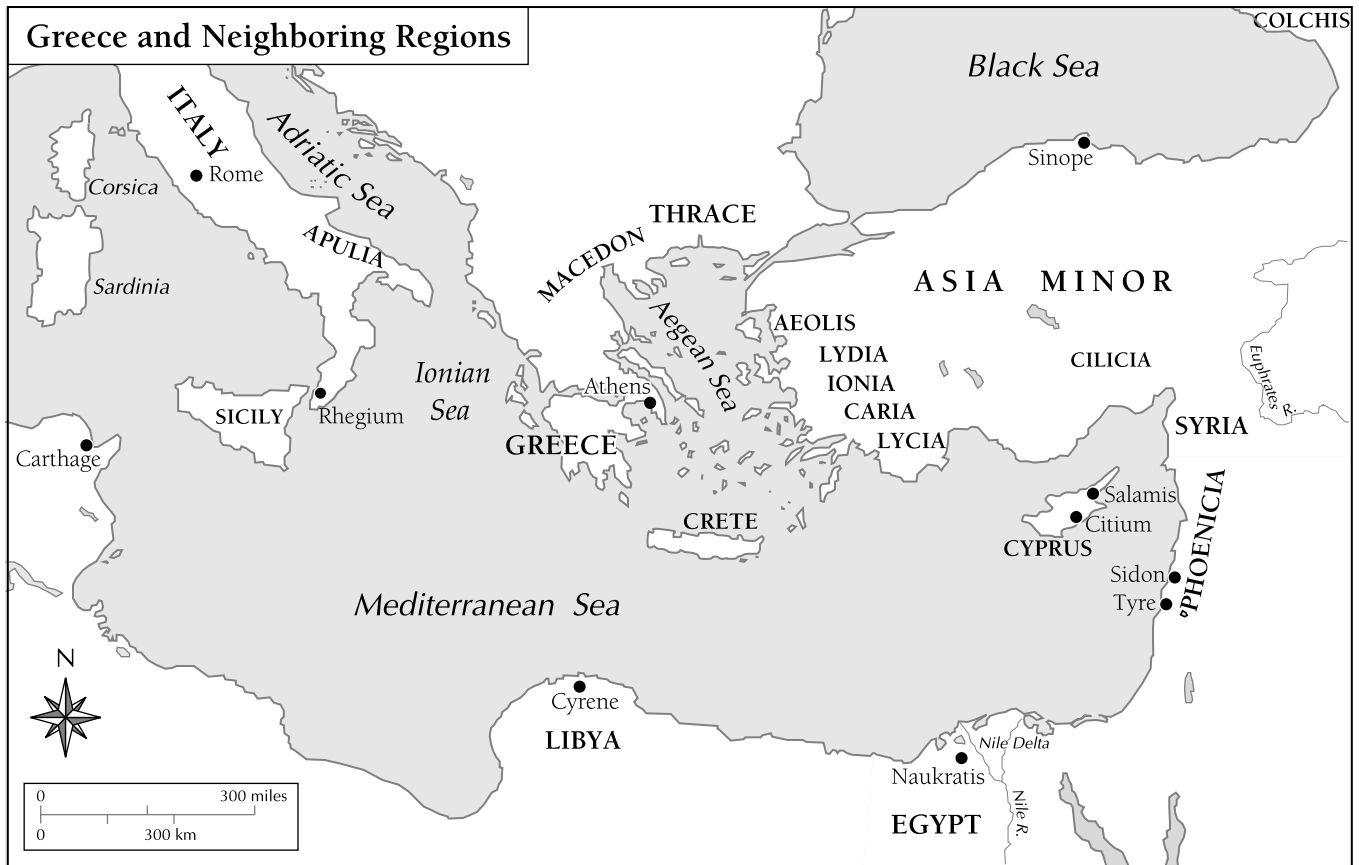 Greece and Neighboring Regions
COLCHIS
Black Sea
ITALY
Adriatic Sea
Sinope
Rome
Corsica
THRACE
MACEDON
APULIA
ASIA MINOR
Sardinia
Aegean Sea
AEOLIS
LYDIA
CILICIA
Euphrates R.
Ionian
Sea
IONIA
Athens
CARIA
SICILY
Rhegium
GREECE
LYCIA
SYRIA
Carthage
Salamis
CRETE
Citium
CYPRUS
PHOENICIA
Sidon
Tyre
Mediterranean Sea
N
Cyrene
LIBYA
Nile Delta
Naukratis
Nile R.
EGYPT
0 300 miles
0 300 km